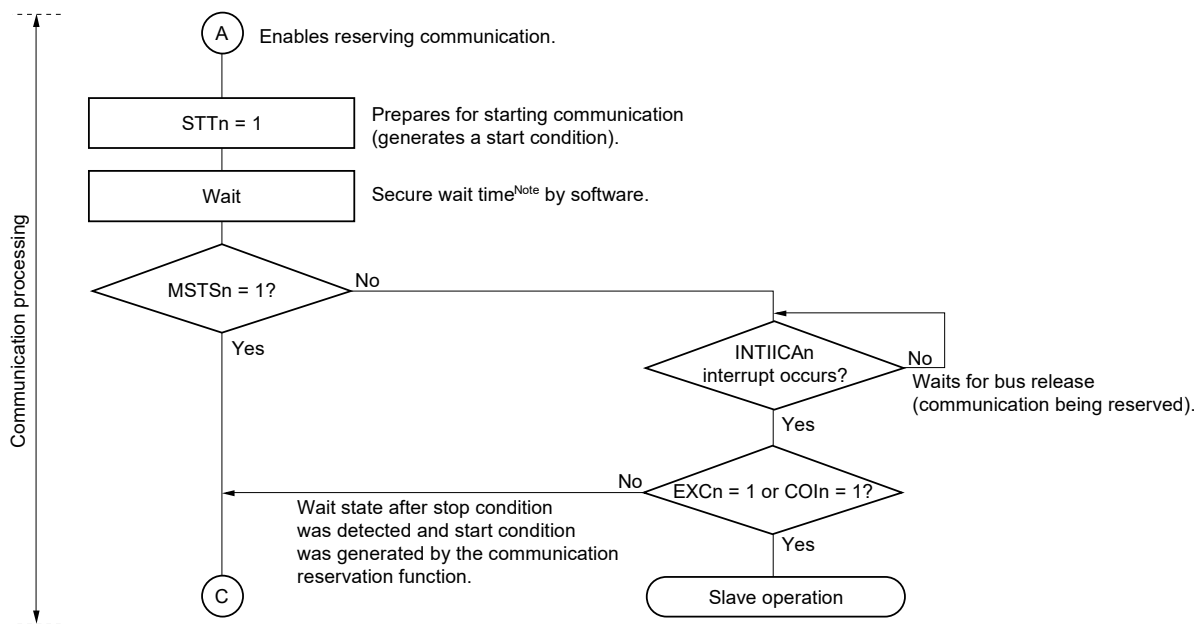 A
Enables reserving communication.
STTn = 1
Prepares for starting communication
(generates a start condition).
Wait
Secure wait timeNote by software.
Communication processing
MSTSn = 1?
No
Yes
INTIICAn
interrupt occurs?
No
Waits for bus release
(communication being reserved).
Yes
EXCn = 1 or COIn = 1?
No
Wait state after stop condition
was detected and start condition
was generated by the communication
reservation function.
Yes
C
Slave operation